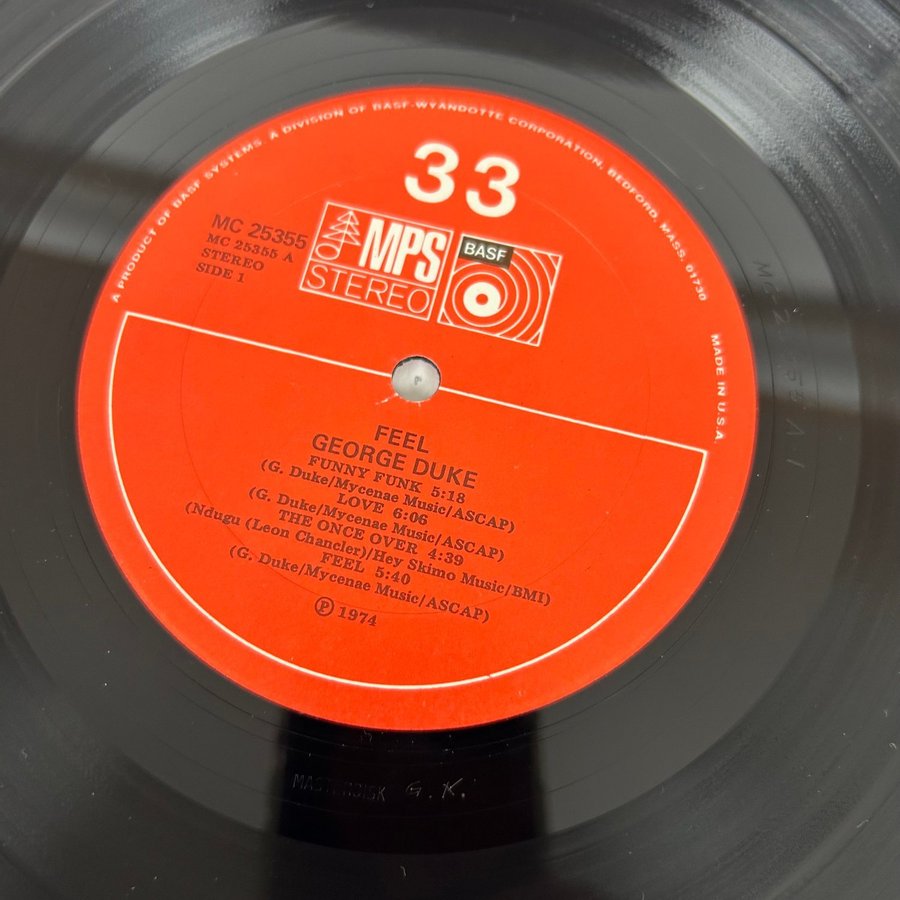 A PRODUCT OF BASF SYSTEMS. A DIVISION OF BASF-WYANDOTTE CORPORATION, BEDFORD, MASS. 01730
MADE IN U.S.A.
33
MC 25355
MC 25355 A
STEREO
SIDE 1
MPS
STEREO
BASF
FEEL
GEORGE DUKE
FUNNY FUNK 5:18
(G. Duke/Mycenae Music/ASCAP)
LOVE 6:06
(G. Duke/Mycenae Music/ASCAP)
THE ONCE OVER 4:39
(Ndugu (Leon Chancler)/Hey Skimo Music/BMI)
FEEL 5:40
(G. Duke/Mycenae Music/ASCAP)
Ⓟ 1974
MASTERDISK G.K.